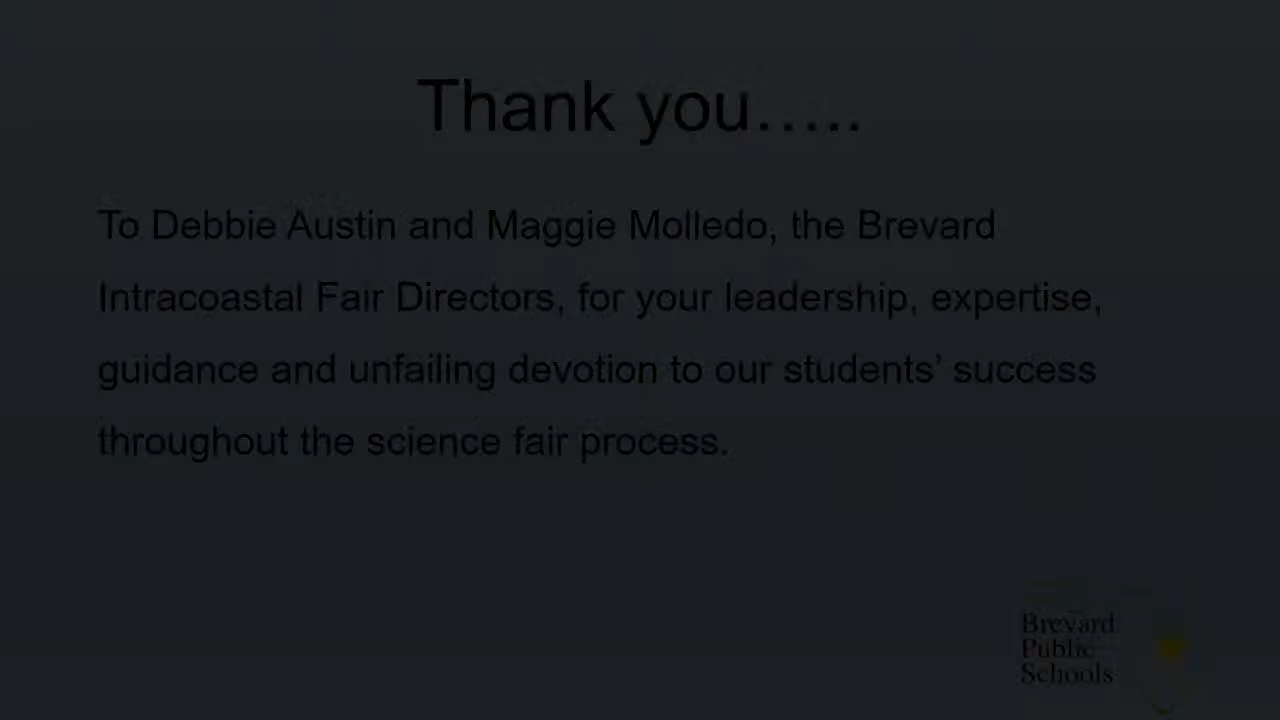 Thank you…..
To Debbie Austin and Maggie Molledo, the Brevard
Intracoastal Fair Directors, for your leadership, expertise,
guidance and unfailing devotion to our students’ success
throughout the science fair process.
Brevard
Public
Schools